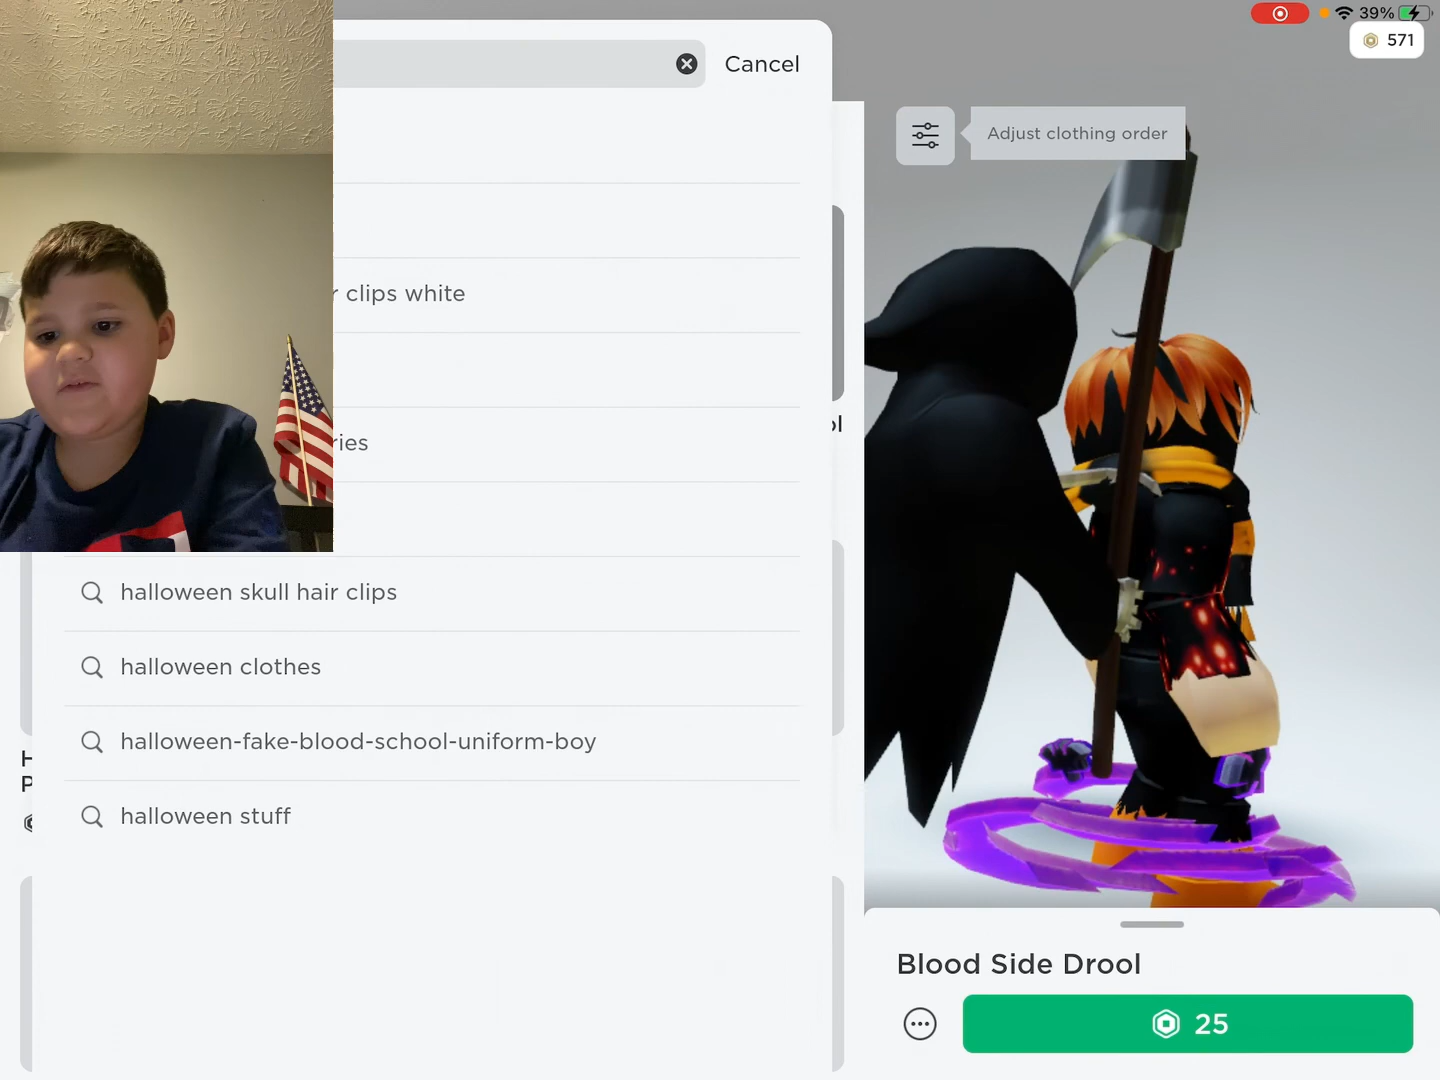 39%
571
Cancel
Adjust clothing order
clips white
ries
halloween skull hair clips
halloween clothes
halloween-fake-blood-school-uniform-boy
halloween stuff
H
P
Blood Side Drool
25